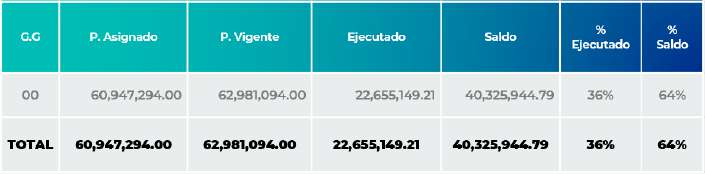 G.G P. Asignado P. Vigente Ejecutado Saldo % Ejecutado % Saldo
00 60,947,294.00 62,981,094.00 22,655,149.21 40,325,944.79 36% 64%
TOTAL 60,947,294.00 62,981,094.00 22,655,149.21 40,325,944.79 36% 64%